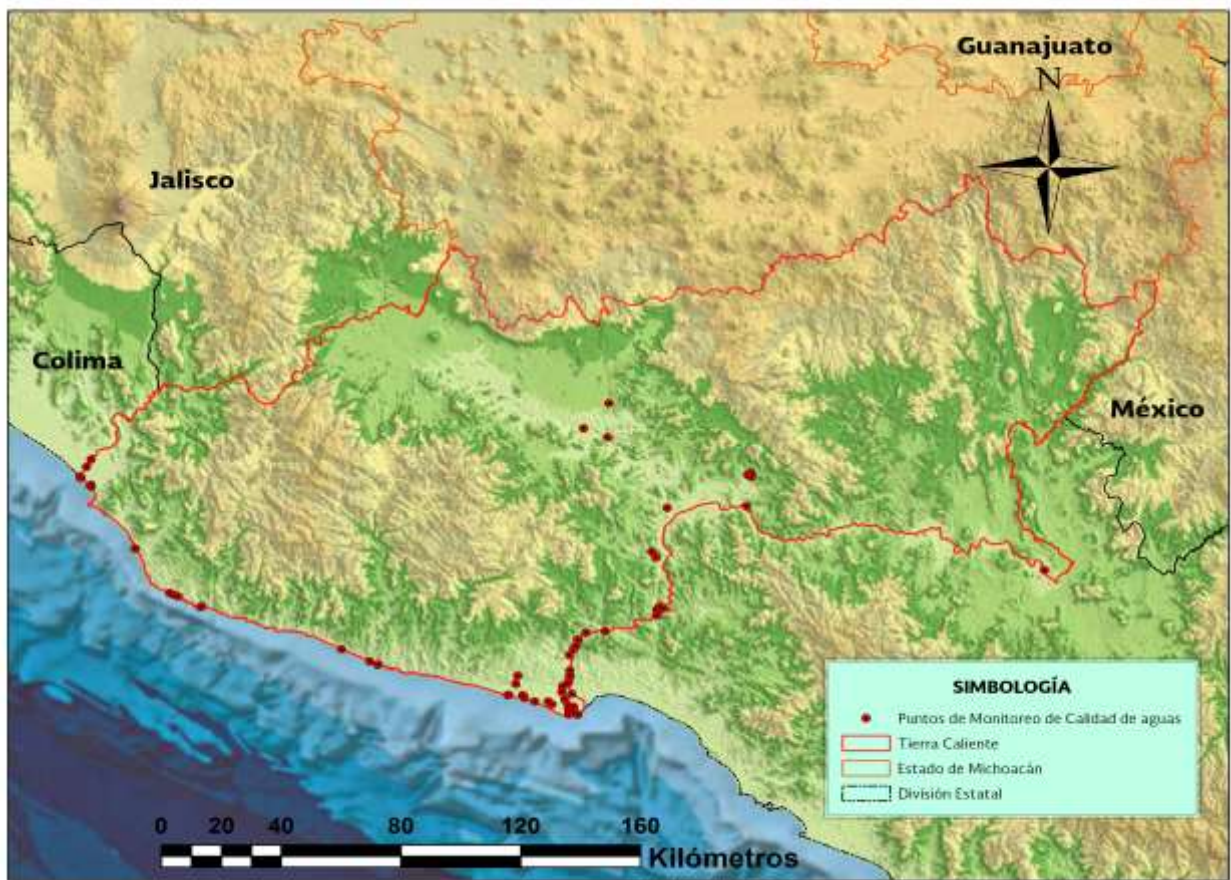 Guanajuato
N
Jalisco
Colima
México
SIMBOLOGÍA
Puntos de Monitoreo de Calidad de aguas
Tierra Caliente
Estado de Michoacán
División Estatal
0 20 40 80 120 160
Kilómetros